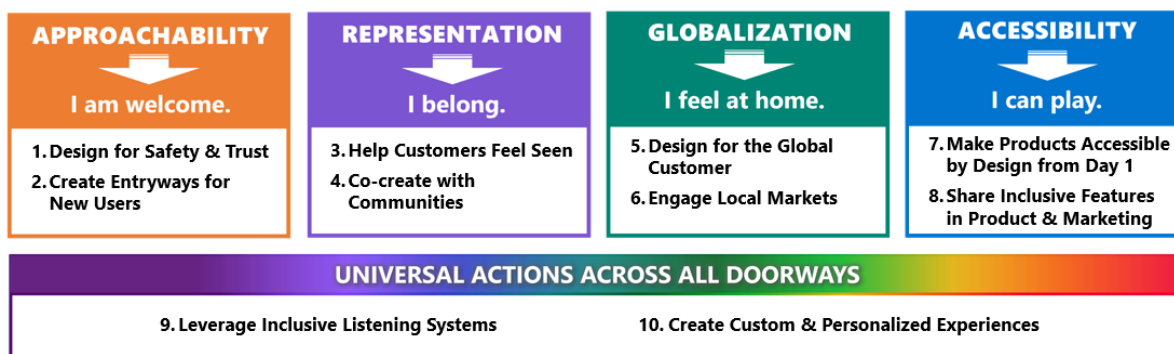 APPROACHABILITY
I am welcome.
1. Design for Safety & Trust
2. Create Entryways for
New Users
REPRESENTATION
I belong.
3. Help Customers Feel Seen
4. Co-create with
Communities
GLOBALIZATION
I feel at home.
5. Design for the Global
Customer
6. Engage Local Markets
ACCESSIBILITY
I can play.
7. Make Products Accessible
by Design from Day 1
8. Share Inclusive Features
in Product & Marketing
UNIVERSAL ACTIONS ACROSS ALL DOORWAYS
9. Leverage Inclusive Listening Systems
10. Create Custom & Personalized Experiences